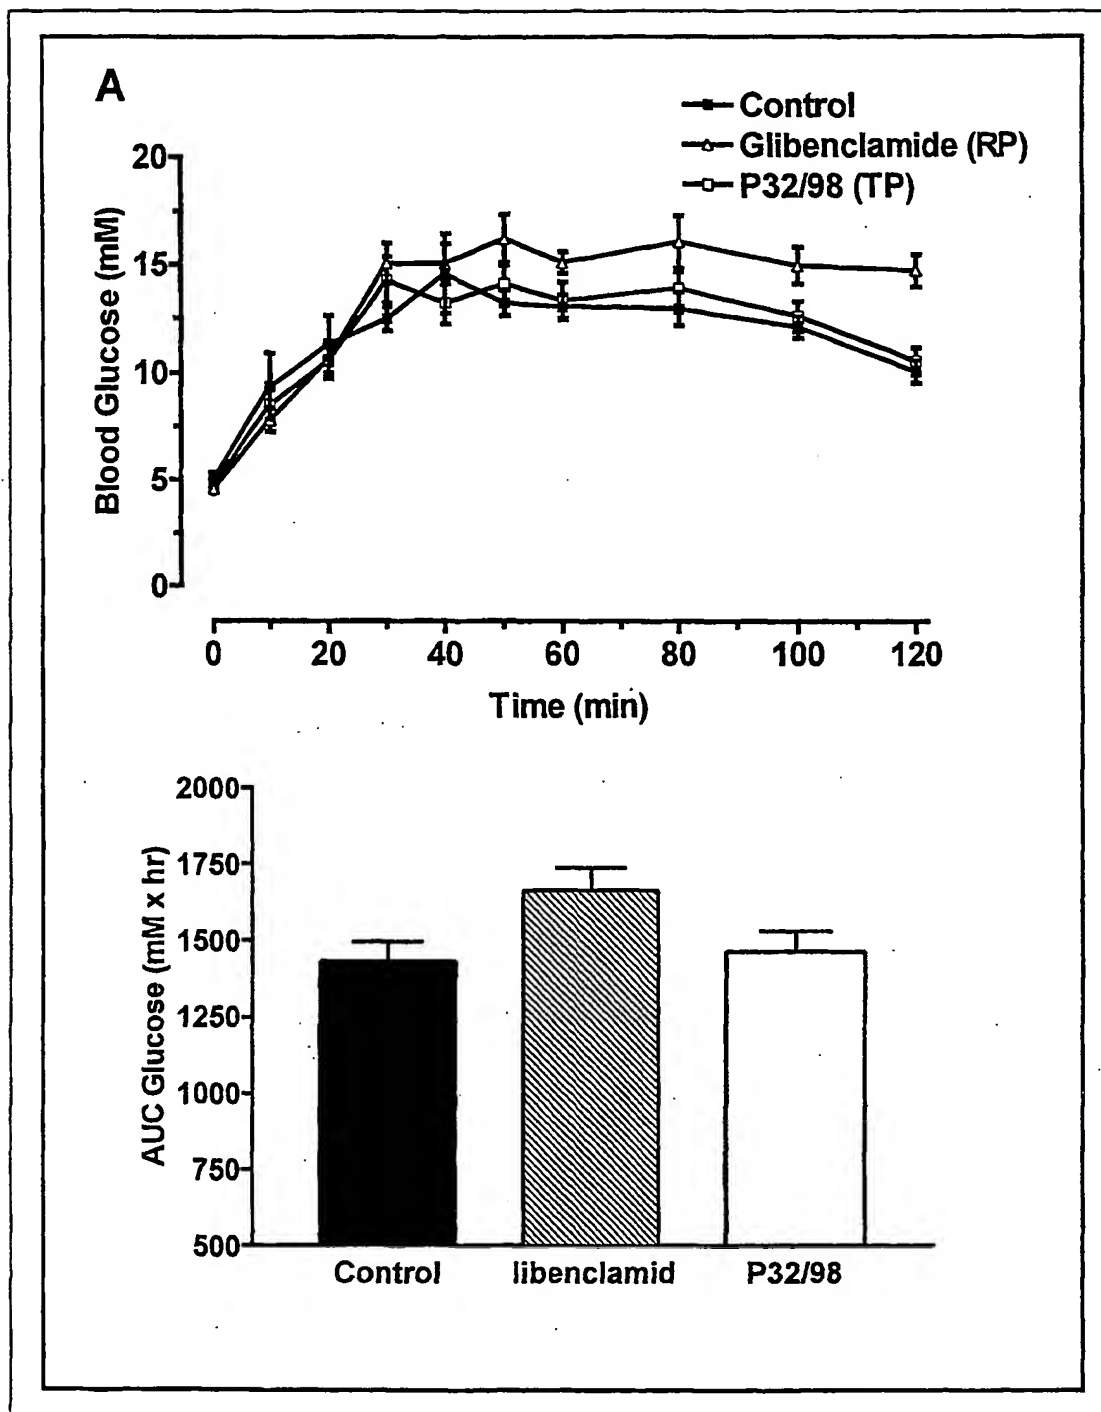 A
Control
Glibenclamide (RP)
P32/98 (TP)
20
15
10
5
0
Blood Glucose (mM)
0 20 40 60 80 100 120
Time (min)
2000
1750
1500
1250
1000
750
500
AUC Glucose (mM x hr)
Control libenclamid P32/98